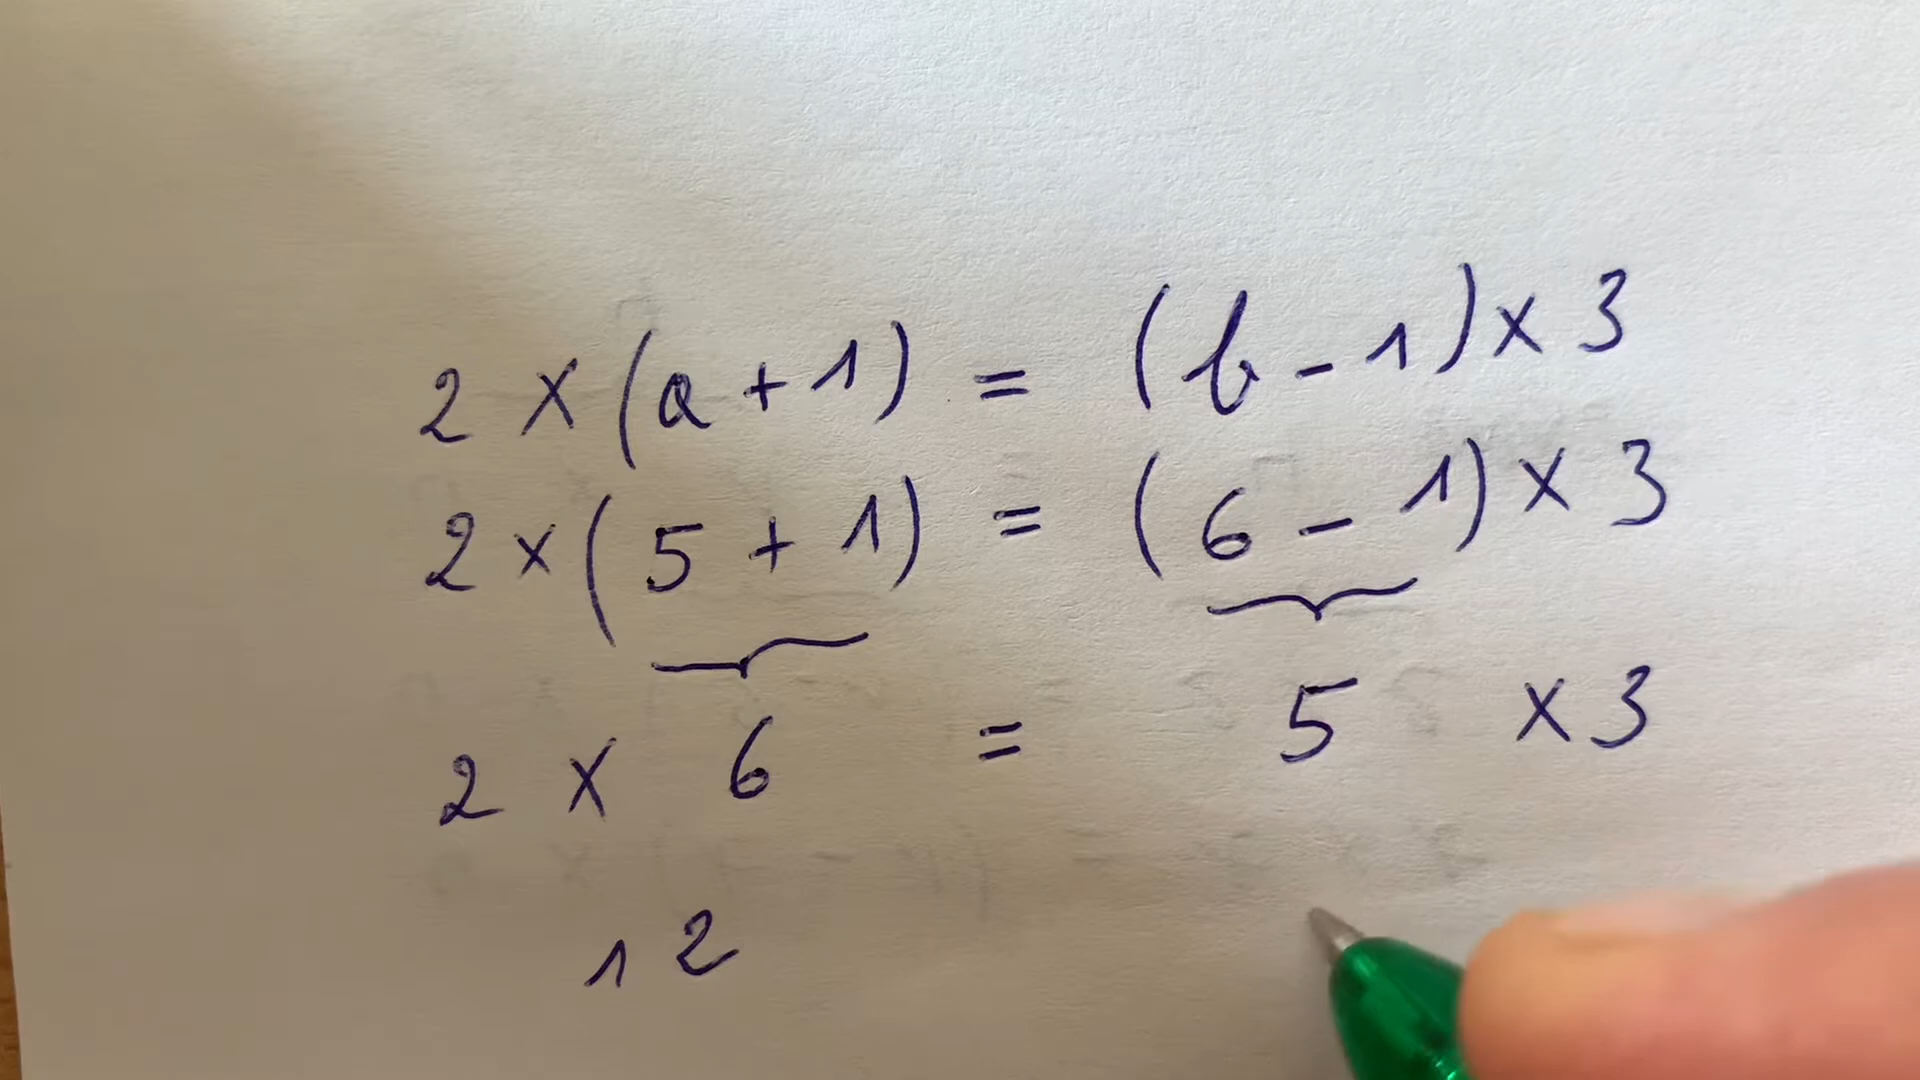 2 × (a + 1) = (b - 1) × 3
2 × (5 + 1) = (6 - 1) × 3
2 × 6 = 5 × 3
12